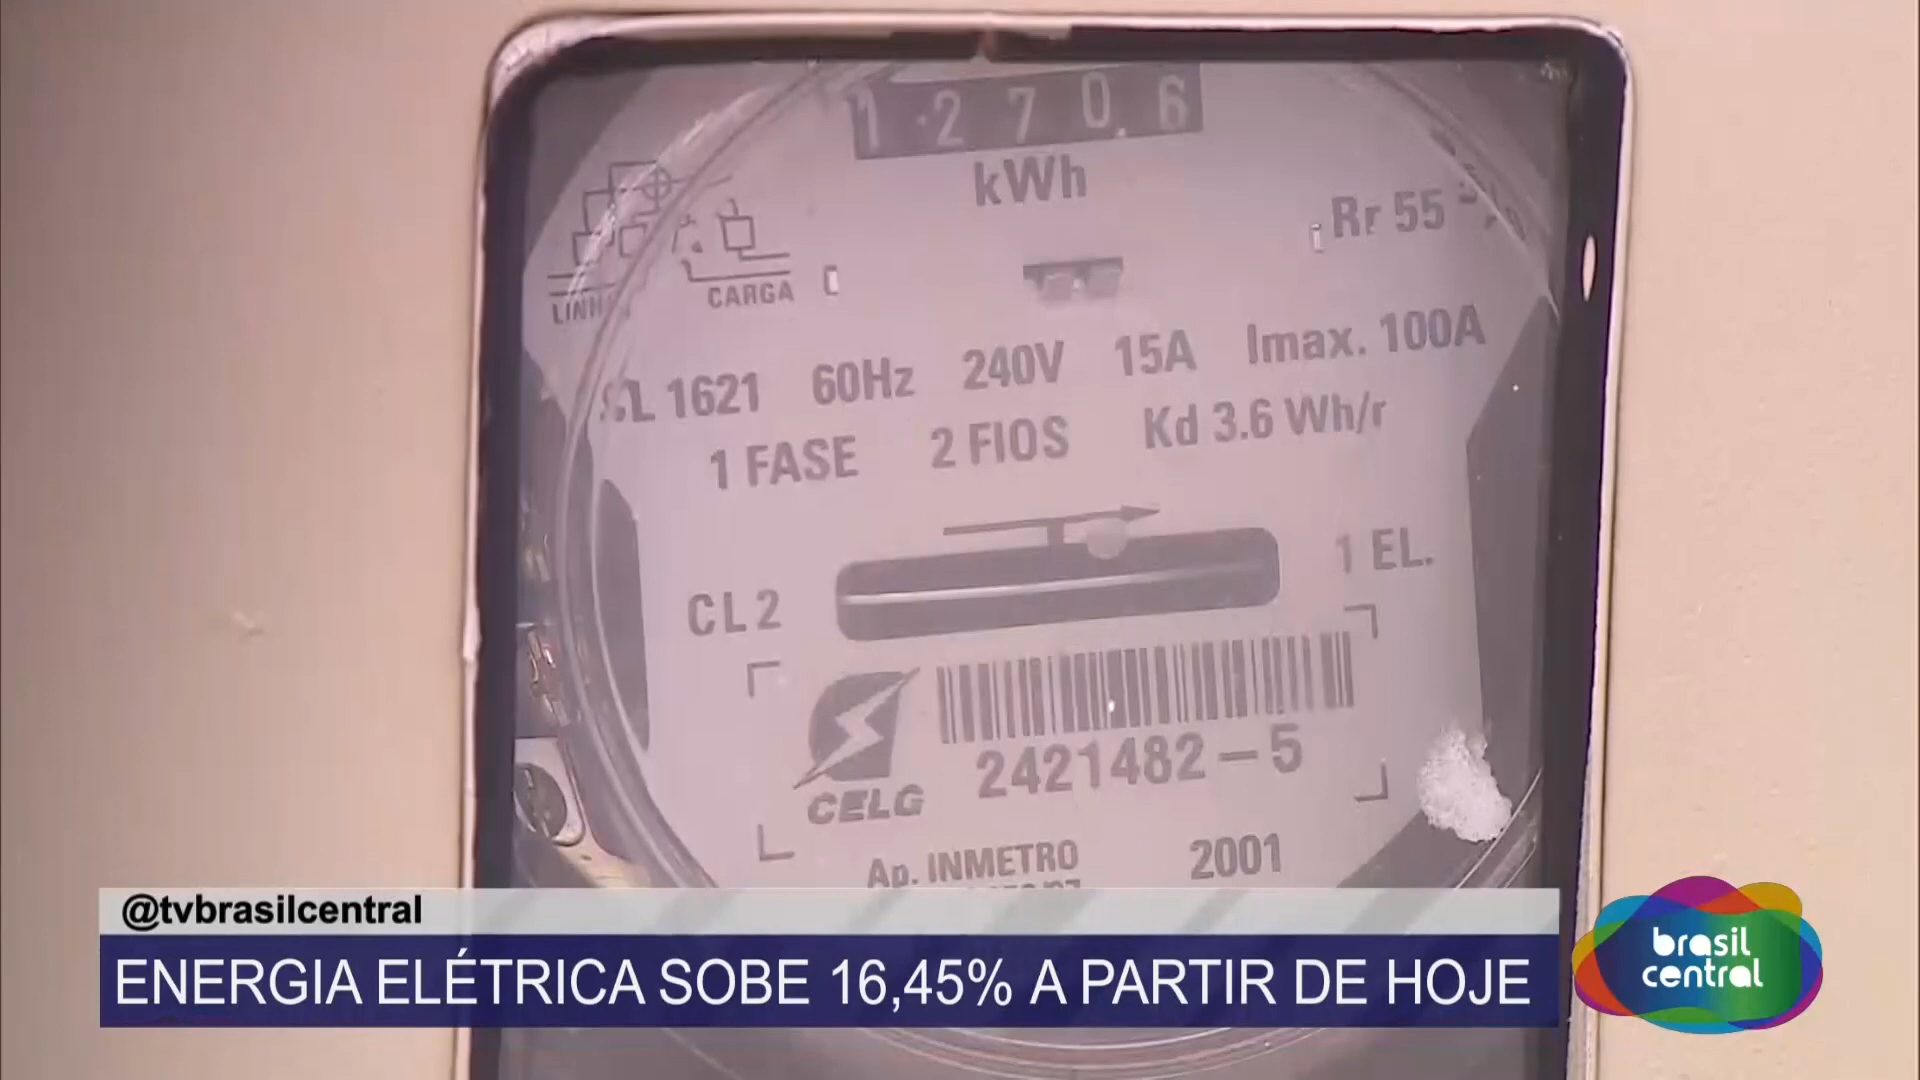 1 2 7 0 6
kWh
Rr 55
CARGA
60Hz 240V 15A Imax. 100A
1621
1 FASE 2 FIOS Kd 3.6 Wh/r
CL 2
1 EL.
CELG
2421482-5
Ap. INMETRO 2001
@tvbrasilcentral
ENERGIA ELÉTRICA SOBE 16,45% A PARTIR DE HOJE
brasil
central